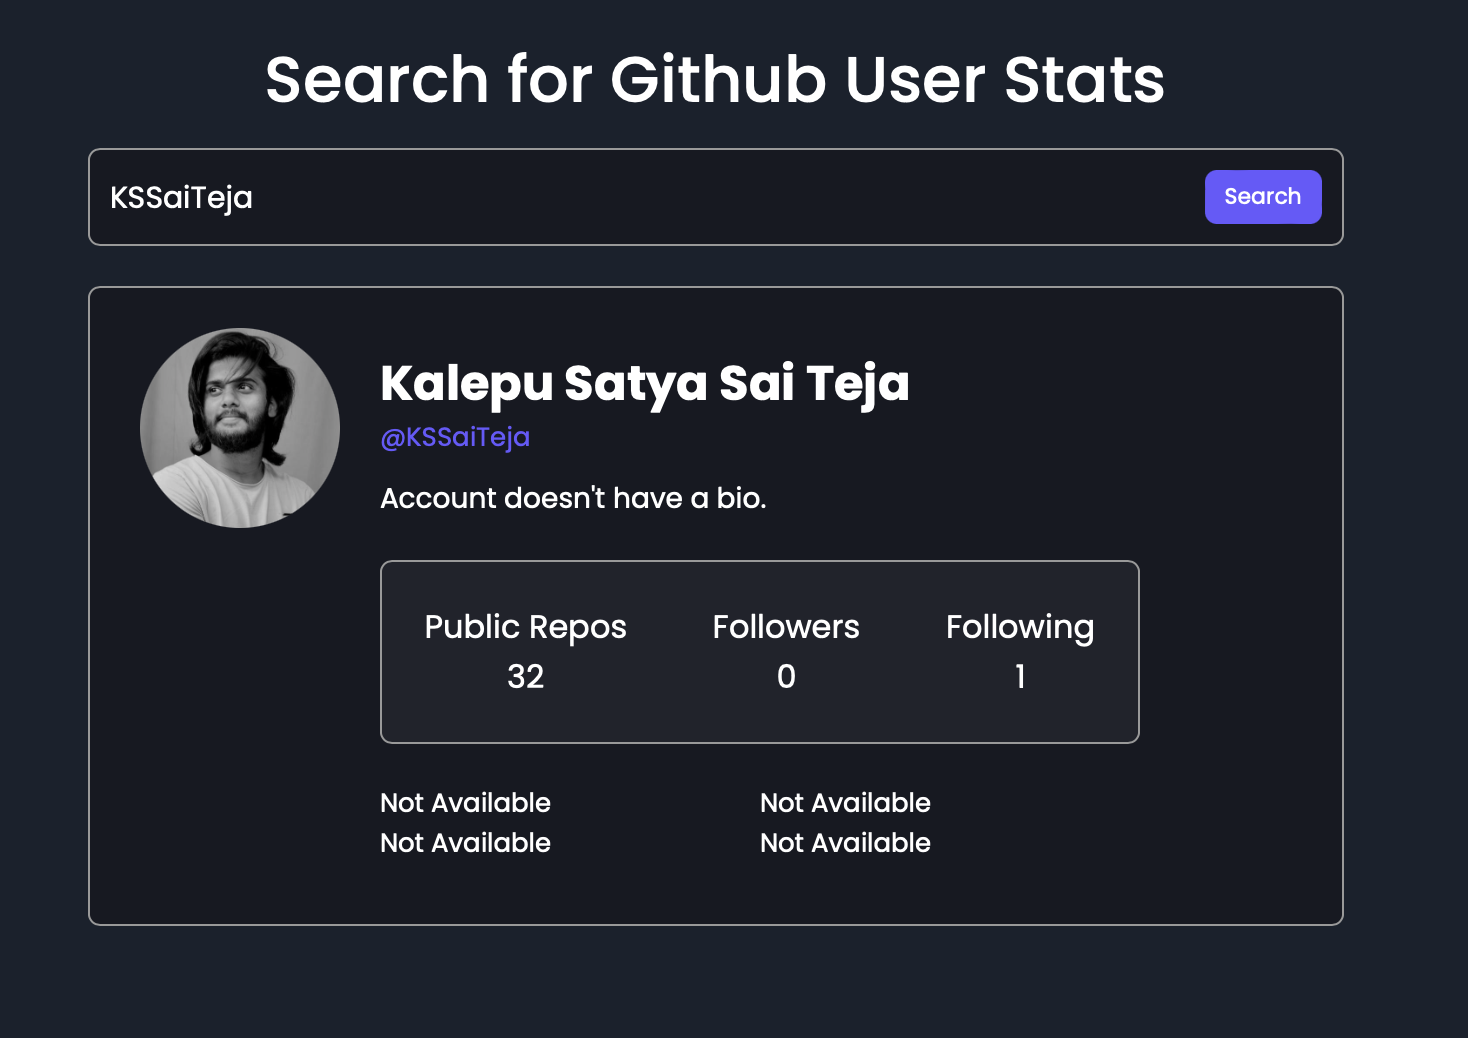 Search for Github User Stats
KSSaiTeja
Search
Kalepu Satya Sai Teja
@KSSaiTeja
Account doesn't have a bio.
Public Repos Followers Following
32 0 1
Not Available Not Available
Not Available Not Available